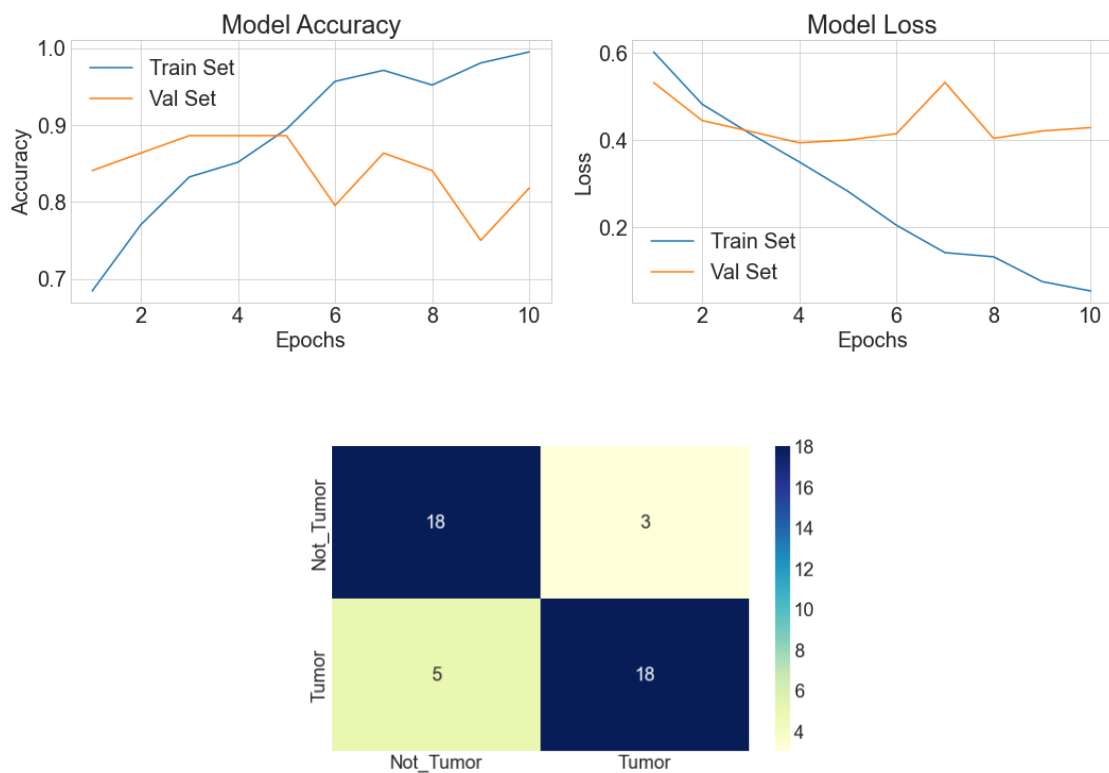 Model Accuracy
1.0
0.9
0.8
0.7
Accuracy
Train Set
Val Set
2 4 6 8 10
Epochs
Model Loss
0.6
0.4
0.2
Loss
Train Set
Val Set
2 4 6 8 10
Epochs
Not_Tumor
18 3
Tumor
5 18
Not_Tumor Tumor
18
16
14
12
10
8
6
4